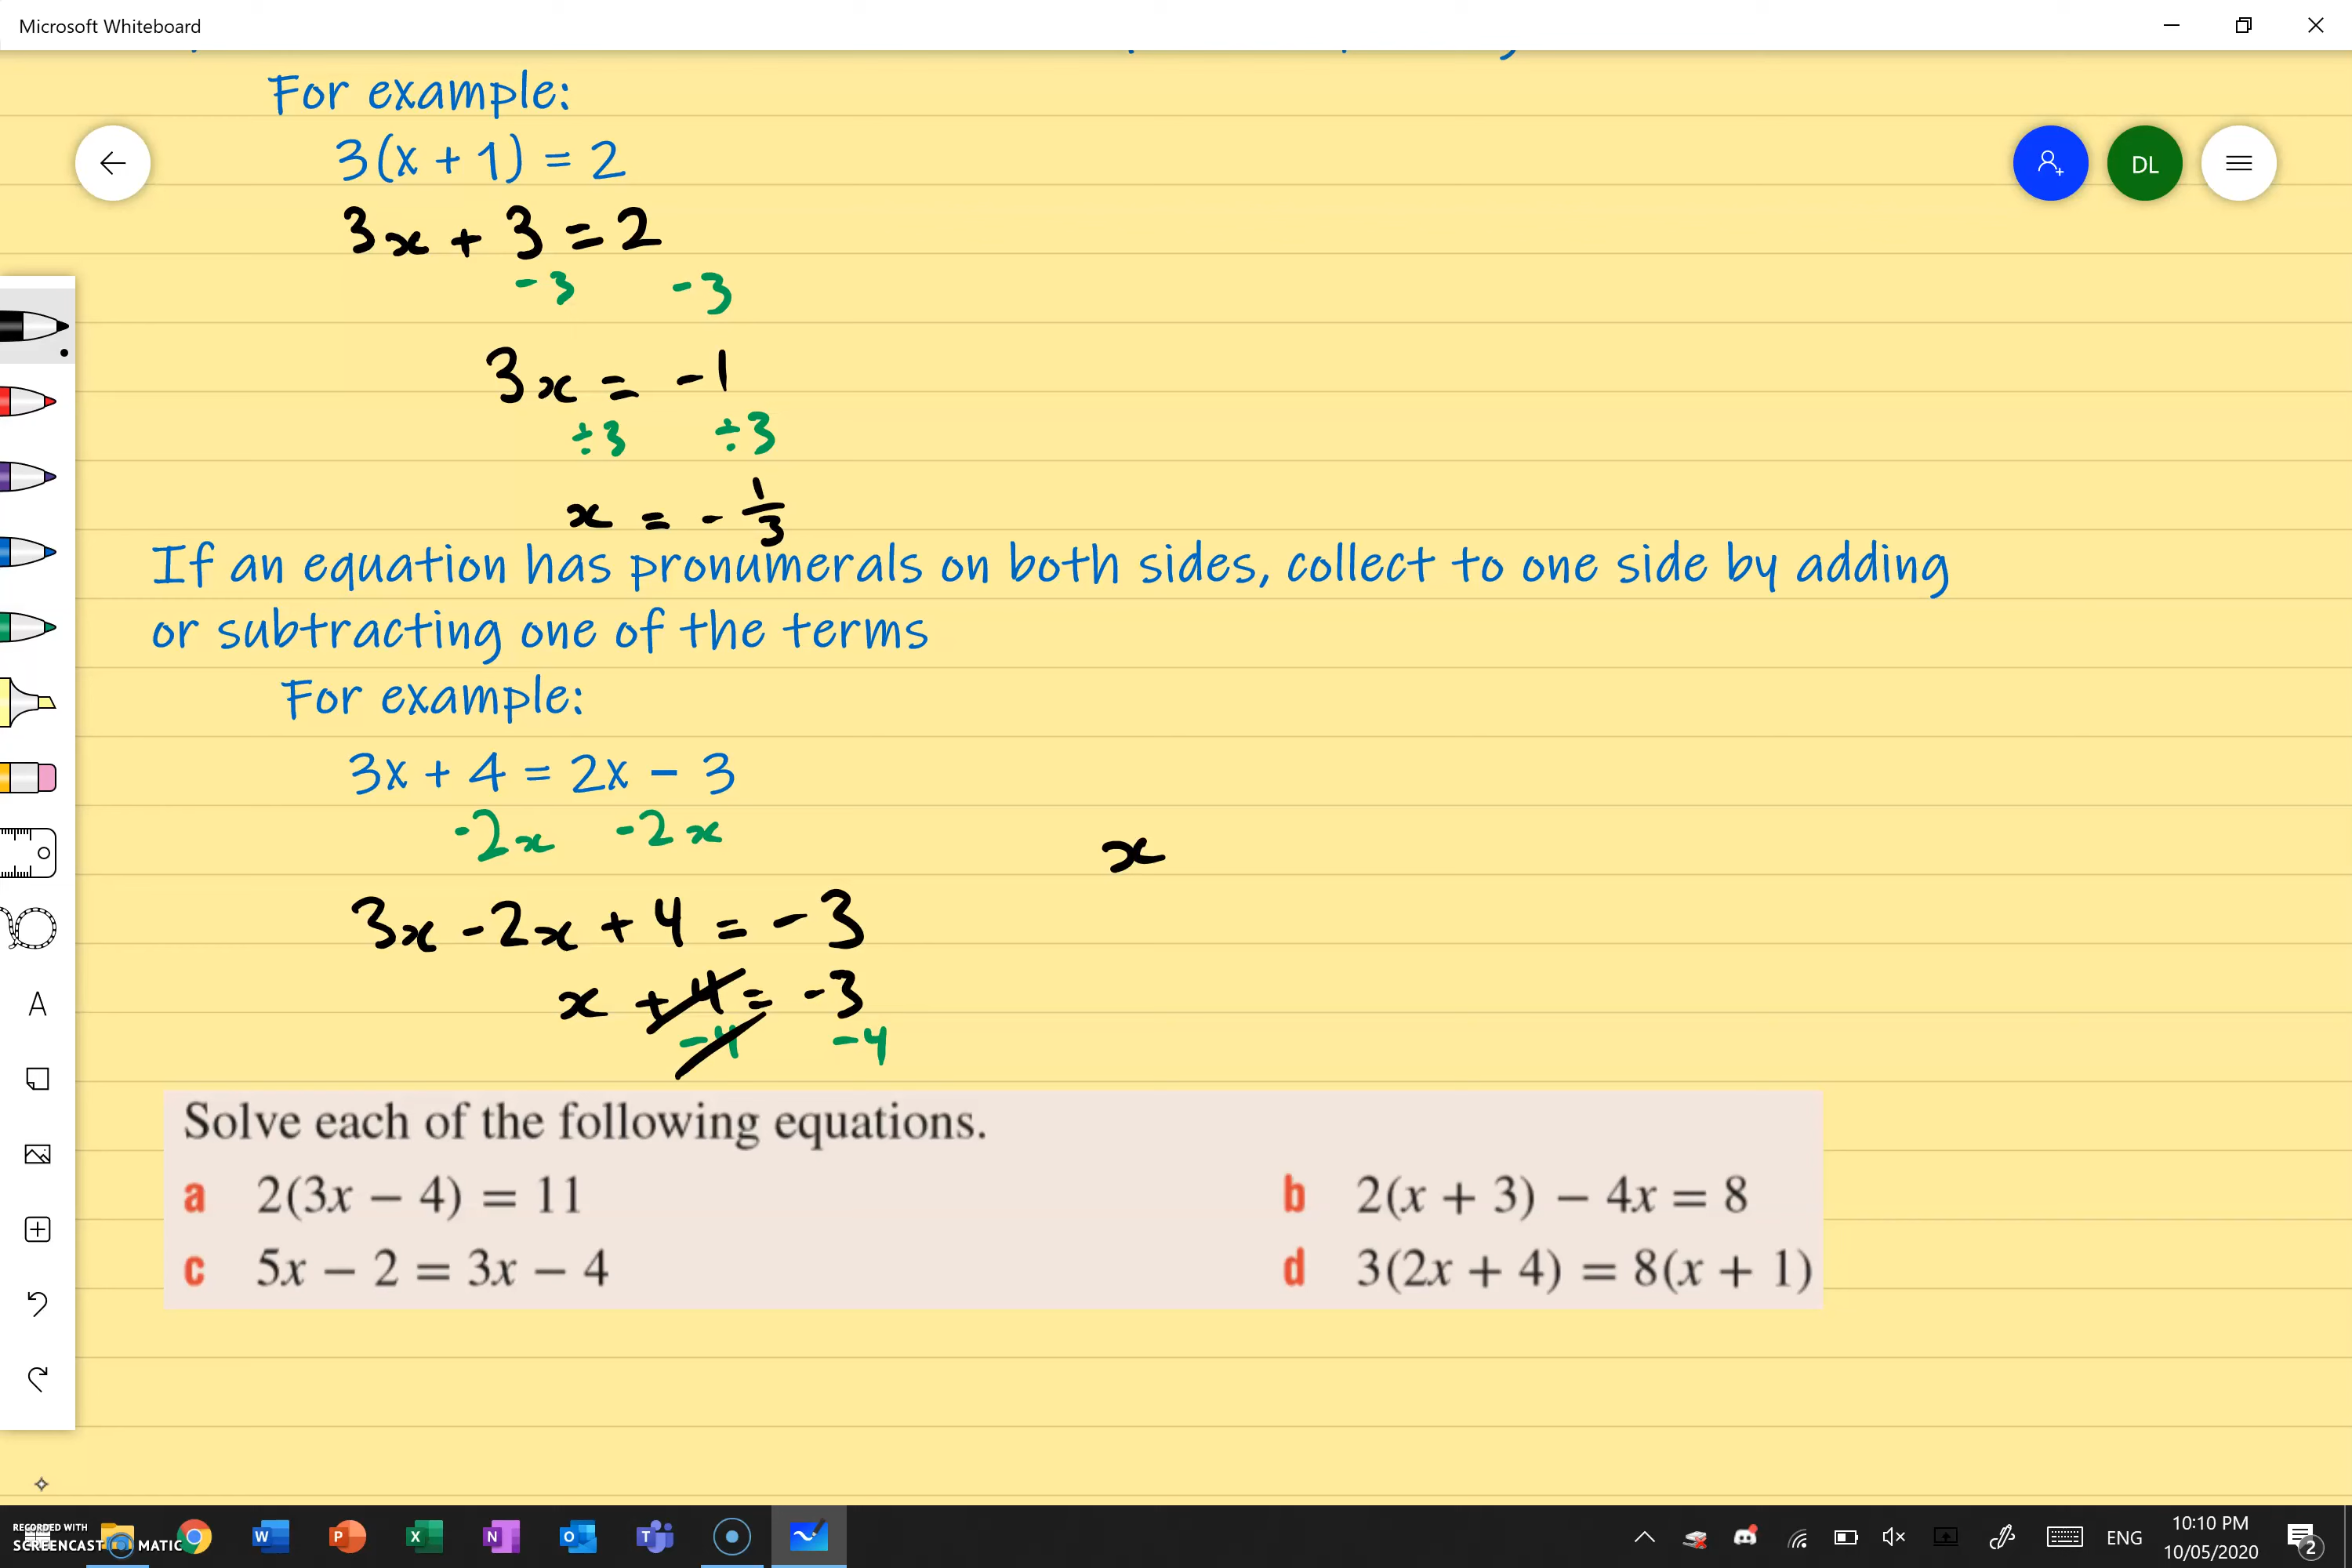 Microsoft Whiteboard
For example:
3(x + 1) = 2
DL
3x + 3 = 2
-3 -3
3x = -1
÷3 ÷3
x = -1/3
If an equation has pronumerals on both sides, collect to one side by adding
or subtracting one of the terms
For example:
3x + 4 = 2x - 3
-2x -2x
x
3x - 2x + 4 = -3
x + 4 = -3
-4 -4
Solve each of the following equations.
a 2(3x − 4) = 11
b 2(x + 3) − 4x = 8
c 5x − 2 = 3x − 4
d 3(2x + 4) = 8(x + 1)
A
RECORDED WITH
SCREENCAST MATIC
W
P
X
N
O
T
ENG
10:10 PM
10/05/2020
2